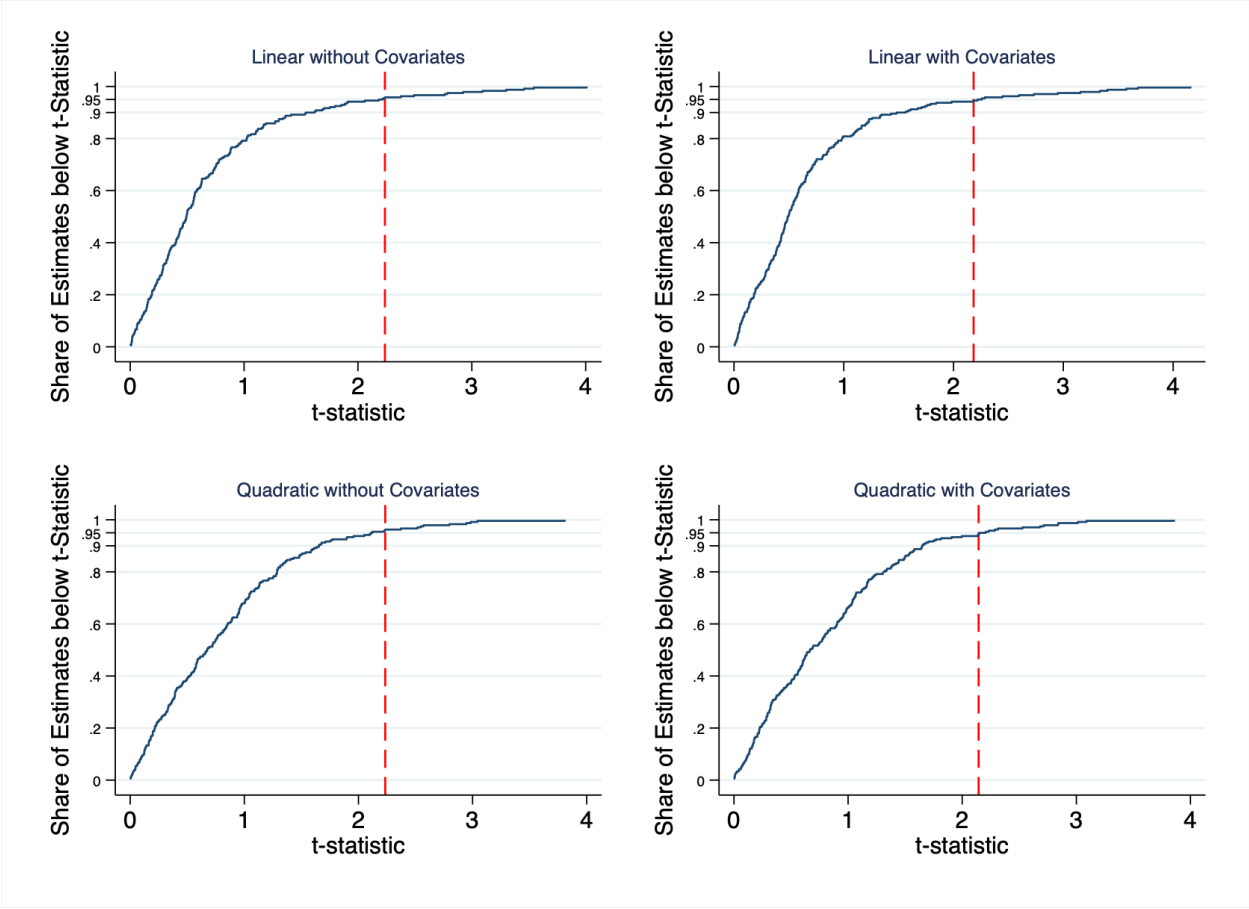 Linear without Covariates
Share of Estimates below t-Statistic
1
.95
.9
.8
.6
.4
.2
0
0 1 2 3 4
t-statistic
Linear with Covariates
Share of Estimates below t-Statistic
1
.95
.9
.8
.6
.4
.2
0
0 1 2 3 4
t-statistic
Quadratic without Covariates
Share of Estimates below t-Statistic
1
.95
.9
.8
.6
.4
.2
0
0 1 2 3 4
t-statistic
Quadratic with Covariates
Share of Estimates below t-Statistic
1
.95
.9
.8
.6
.4
.2
0
0 1 2 3 4
t-statistic